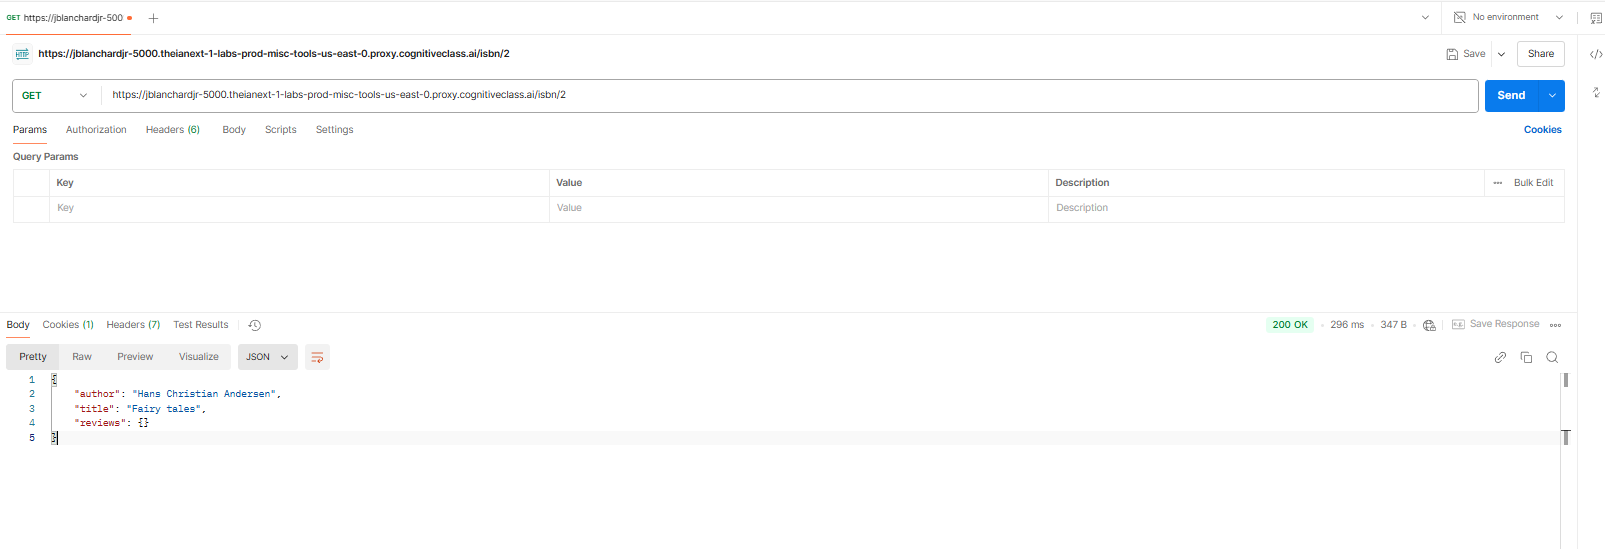 GET https://jblanchardjr-500 No environment
HTTP https://jblanchardjr-5000.theianext-1-labs-prod-misc-tools-us-east-0.proxy.cognitiveclass.ai/isbn/2 Save Share
GET https://jblanchardjr-5000.theianext-1-labs-prod-misc-tools-us-east-0.proxy.cognitiveclass.ai/isbn/2 Send
Params Authorization Headers (6) Body Scripts Settings Cookies
Query Params
Key Value Description Bulk Edit
Key Value Description
Body Cookies (1) Headers (7) Test Results 200 OK 296 ms 347 B e.g. Save Response
Pretty Raw Preview Visualize JSON
1 {
2 "author": "Hans Christian Andersen",
3 "title": "Fairy tales",
4 "reviews": {}
5 }